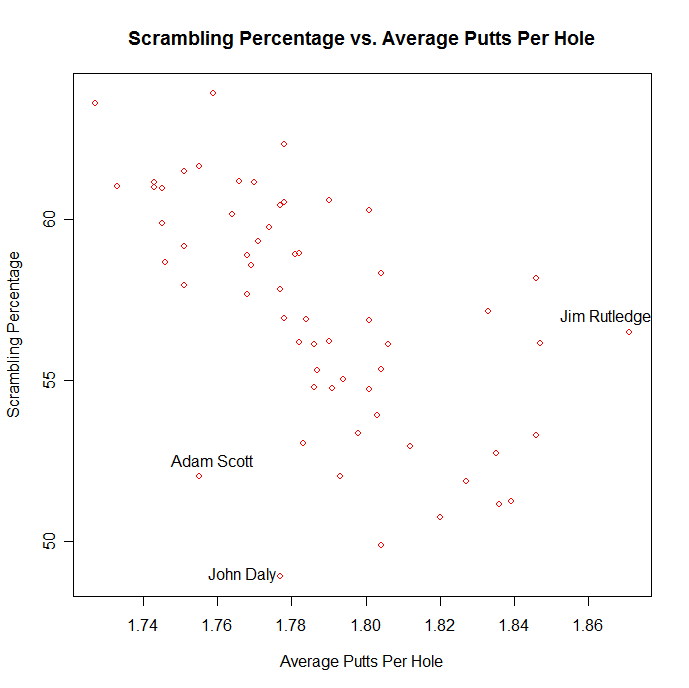 Scrambling Percentage vs. Average Putts Per Hole
Scrambling Percentage
60
55
50
Jim Rutledge
Adam Scott
John Daly
1.74 1.76 1.78 1.80 1.82 1.84 1.86
Average Putts Per Hole